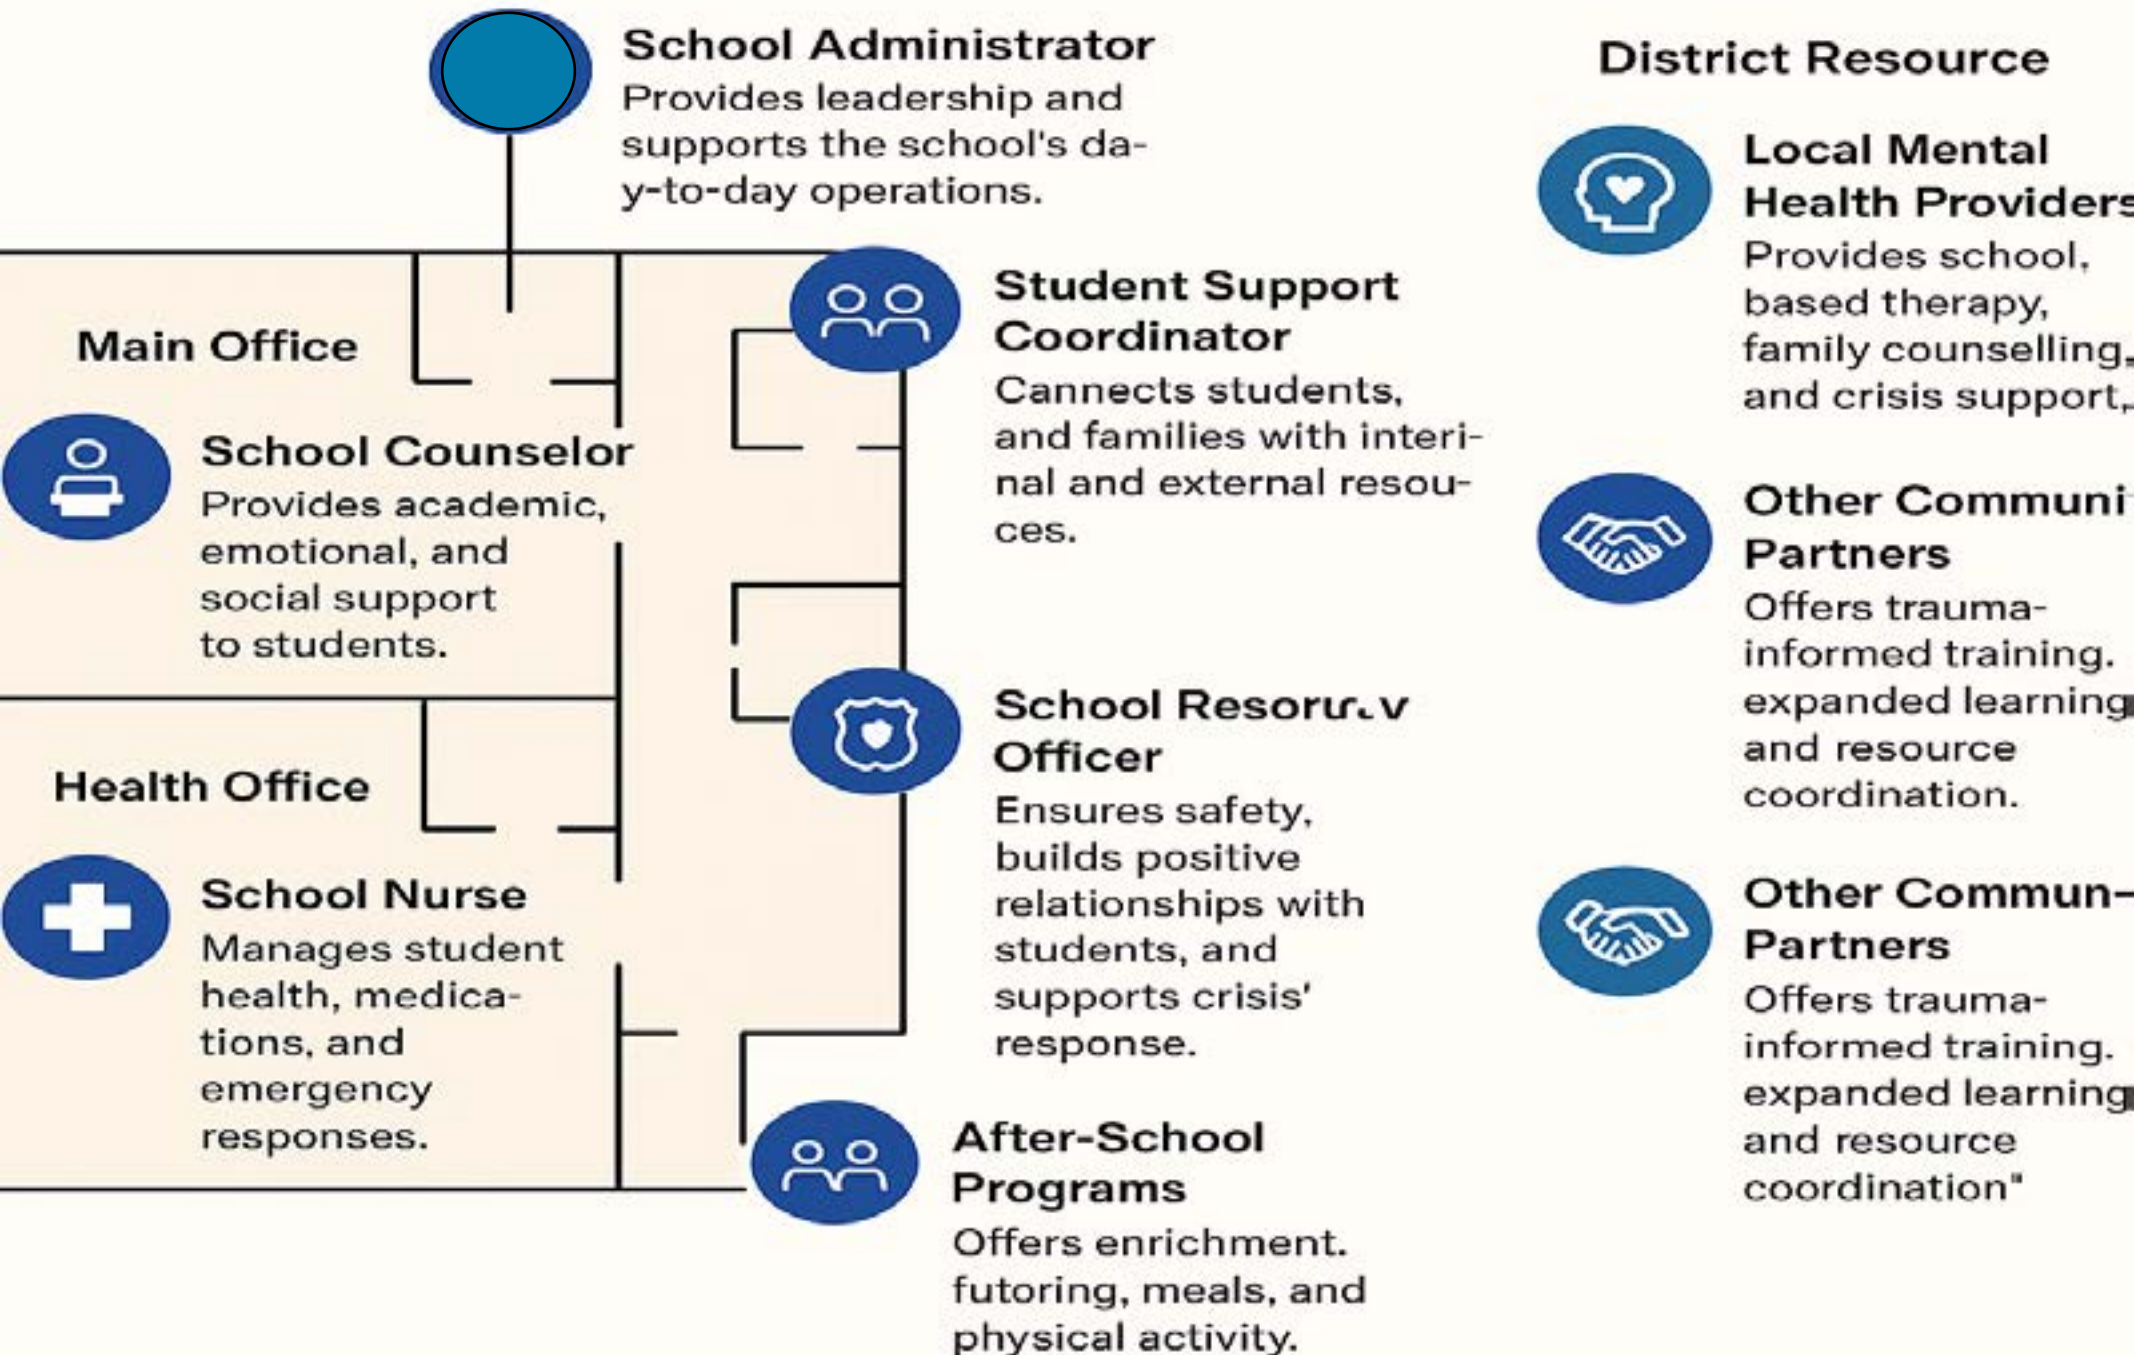 School Administrator
Provides leadership and
supports the school's da-
y-to-day operations.
Main Office
School Counselor
Provides academic,
emotional, and
social support
to students.
Health Office
School Nurse
Manages student
health, medica-
tions, and
emergency
responses.
Student Support
Coordinator
Cannects students,
and families with interi-
nal and external resou-
ces.
School
Officer
Ensures safety,
builds positive
relationships with
students, and
supports crisis'
response.
After-School
Programs
Offers enrichment.
futoring, meals, and
physical activity.
District Resource
Local Mental
Health Providers
Provides school,
based therapy,
family counselling,
and crisis support,
Other Communi
Partners
Offers trauma-
informed training.
expanded learning
and resource
coordination.
Other Commun-
Partners
Offers trauma-
informed training.
expanded learning
and resource
coordination"